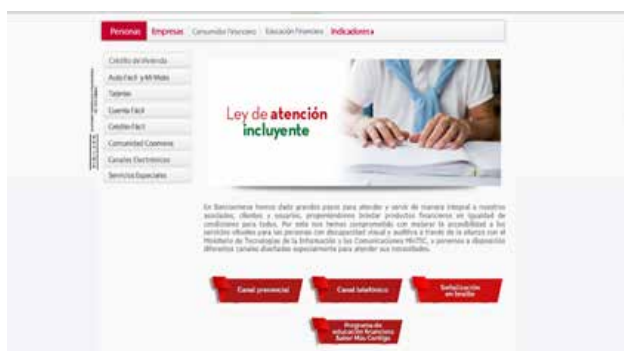 Personas Empresas Consumidor Financiero Educación Financiera Indicadores
Crédito de Vivienda
Auto Fácil y Mi Moto
Tarjetas
Cuenta Fácil
Crédito Fácil
Comunidad Coomeva
Canales Electrónicos
Servicios Especiales
Ley de atención
incluyente
En Bancoomeva hemos dado grandes pasos para atender y servir de manera integral a nuestros
asociados, clientes y usuarios, proponiéndonos brindar productos financieros en igualdad de
condiciones para todos. Por esto nos hemos comprometido con mejorar la accesibilidad a los
servicios ofrecidos para las personas con discapacidad visual y auditiva a través de la alianza con el
Ministerio de Tecnologías de la Información y las Comunicaciones MinTIC, y ponemos a disposición
diferentes canales diseñados especialmente para atender sus necesidades.
Canal presencial
Canal telefónico
Señalización
en braille
Programa de
educación financiera
Saber Más Contigo